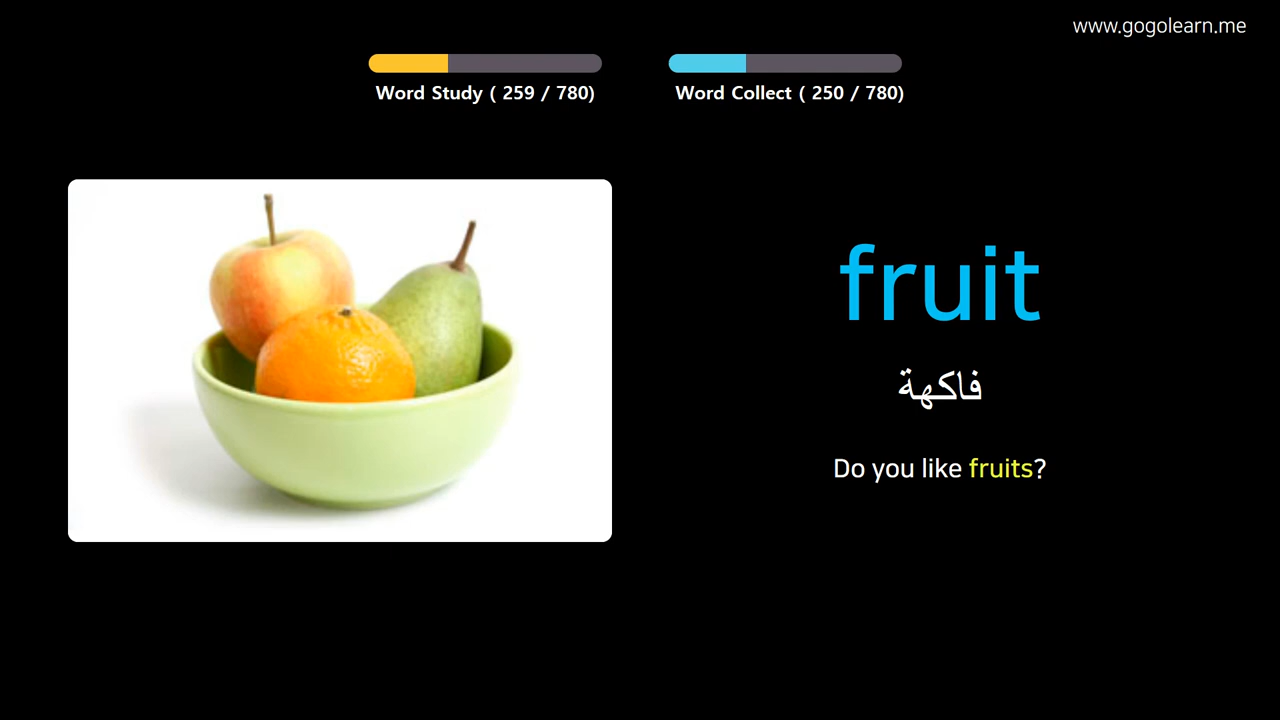 www.gogolearn.me
Word Study ( 259 / 780)
Word Collect ( 250 / 780)
fruit
فاكهة
Do you like fruits?